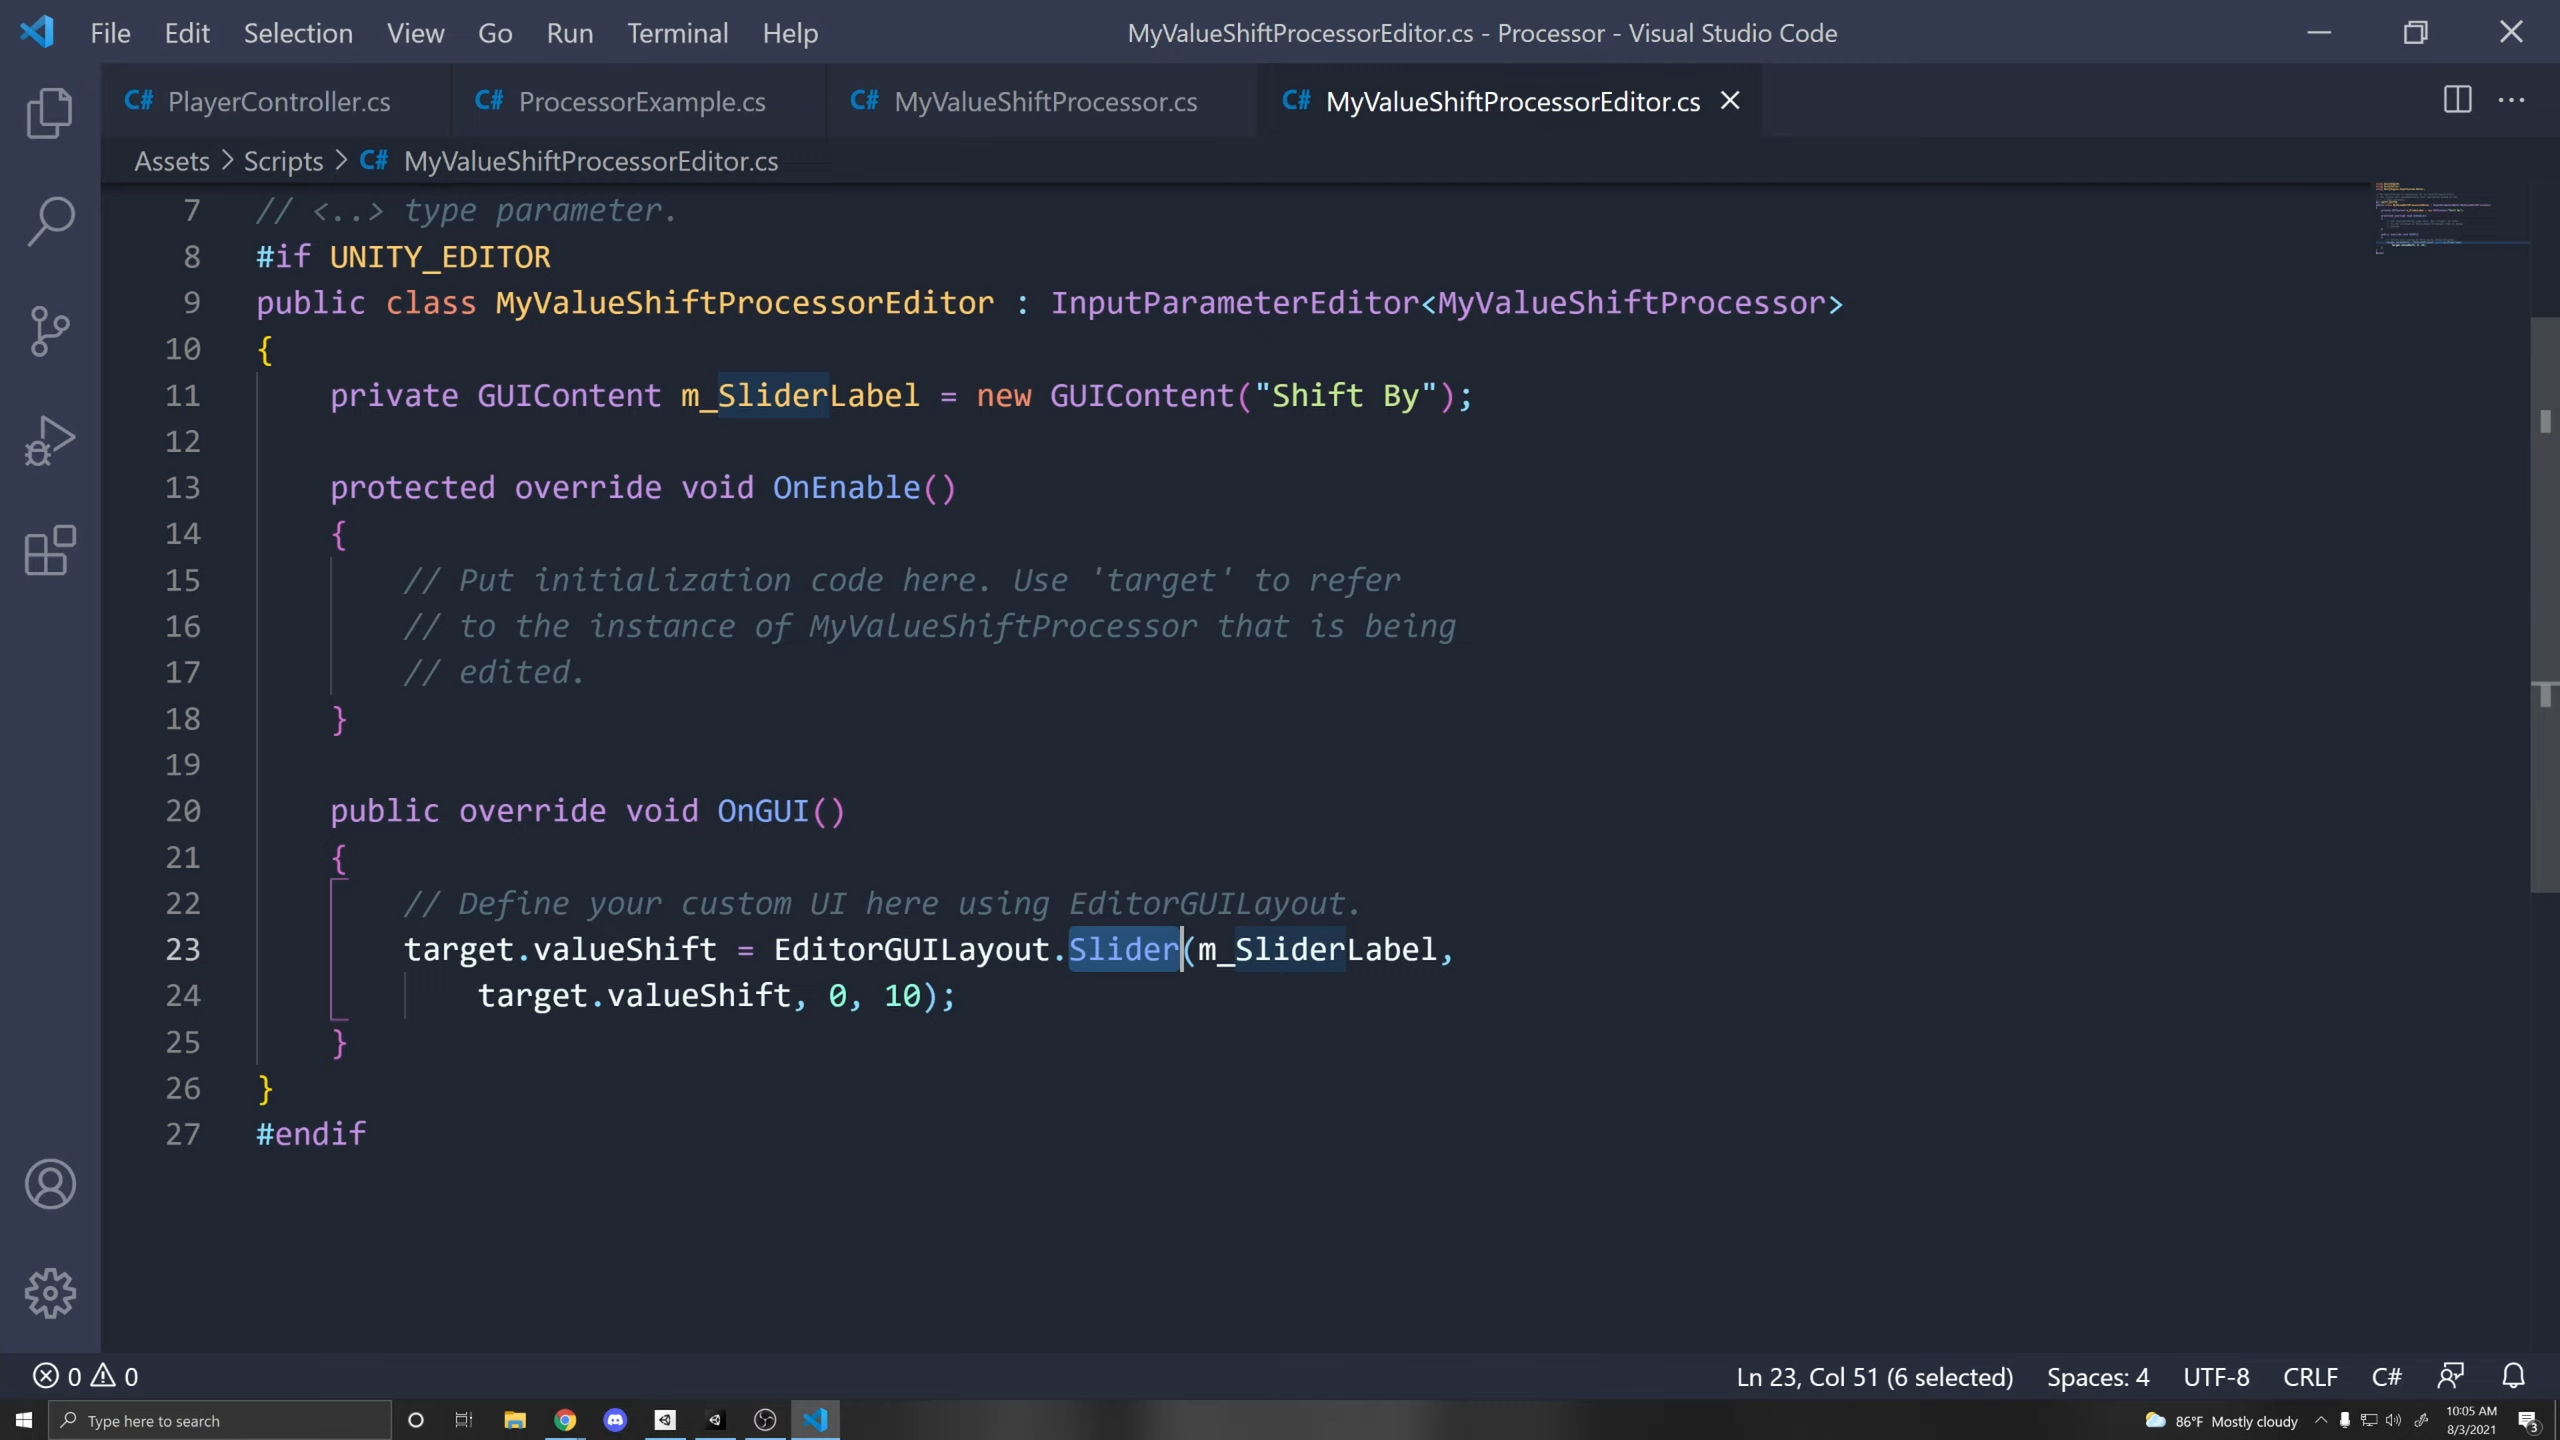 File Edit Selection View Go Run Terminal Help
MyValueShiftProcessorEditor.cs - Processor - Visual Studio Code
C# PlayerController.cs
C# ProcessorExample.cs
C# MyValueShiftProcessor.cs
C# MyValueShiftProcessorEditor.cs
Assets > Scripts > C# MyValueShiftProcessorEditor.cs
7 // <..> type parameter.
8 #if UNITY_EDITOR
9 public class MyValueShiftProcessorEditor : InputParameterEditor<MyValueShiftProcessor>
10 {
11 private GUIContent m_SliderLabel = new GUIContent("Shift By");
12
13 protected override void OnEnable()
14 {
15 // Put initialization code here. Use 'target' to refer
16 // to the instance of MyValueShiftProcessor that is being
17 // edited.
18 }
19
20 public override void OnGUI()
21 {
22 // Define your custom UI here using EditorGUILayout.
23 target.valueShift = EditorGUILayout.Slider(m_SliderLabel,
24 target.valueShift, 0, 10);
25 }
26 }
27 #endif
0 0
Ln 23, Col 51 (6 selected) Spaces: 4 UTF-8 CRLF C#
Type here to search
86°F Mostly cloudy
10:05 AM
8/3/2021
3